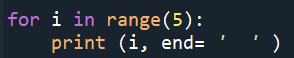 for i in range(5):
    print (i, end= '  ' )